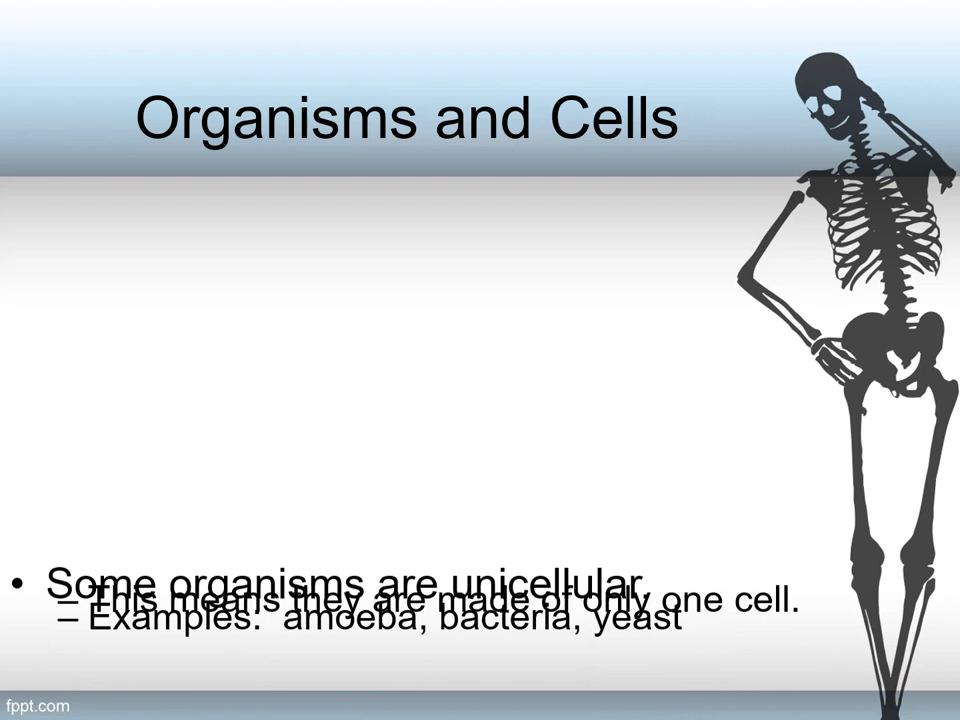 Organisms and Cells
• Some organisms are unicellular.
– This means they are made of only one cell.
– Examples: amoeba, bacteria, yeast
fppt.com